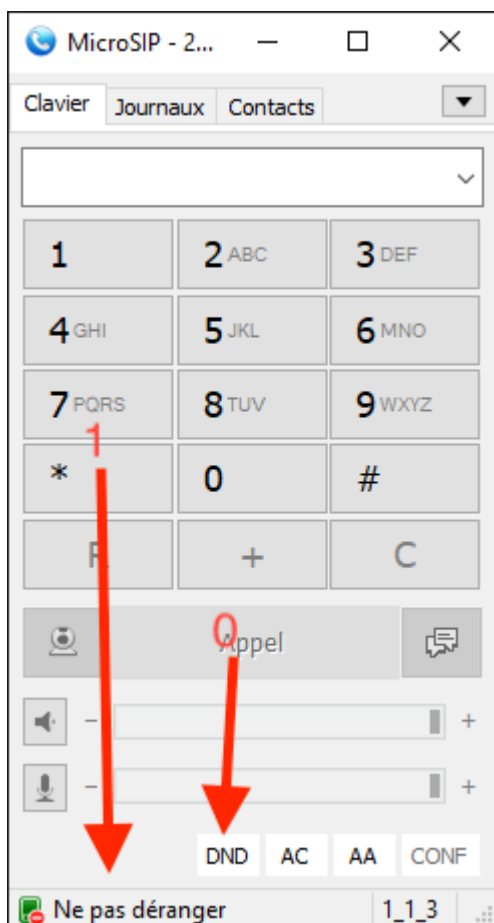 MicroSIP - 2...
Clavier Journaux Contacts
1 2 ABC 3 DEF
4 GHI 5 JKL 6 MNO
7 PQRS 8 TUV 9 WXYZ
1
* 0 #
R + C
0
Appel
- +
- +
DND AC AA CONF
Ne pas déranger 1_1_3